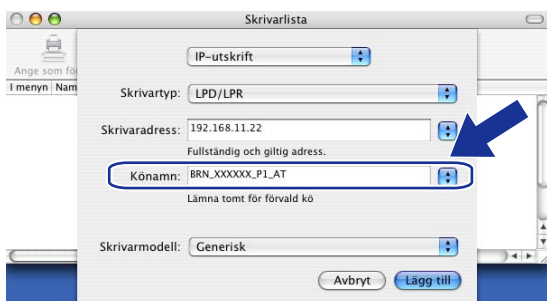 Skrivarlista
IP-utskrift
Ange som fö
I menyn Nam
Skrivartyp: LPD/LPR
Skrivaradress: 192.168.11.22
Fullständig och giltig adress.
Könamn: BRN_XXXXXX_P1_AT
Lämna tomt för förvald kö
Skrivarmodell: Generisk
Avbryt Lägg till